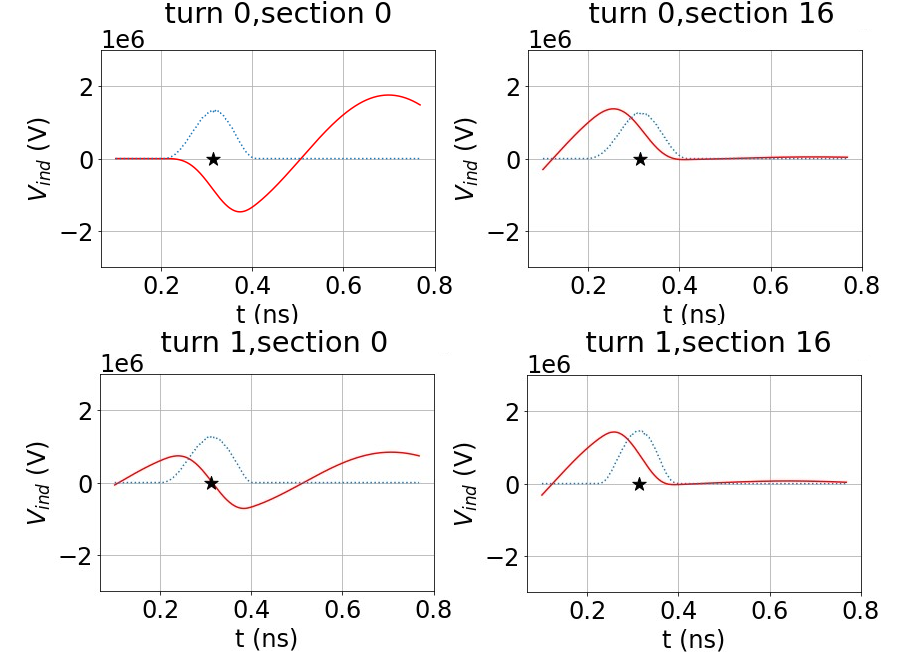 turn 0,section 0
1e6
V_ind (V)
2
0
−2
0.2 0.4 0.6 0.8
t (ns)
turn 0,section 16
1e6
V_ind (V)
2
0
−2
0.2 0.4 0.6 0.8
t (ns)
turn 1,section 0
1e6
V_ind (V)
2
0
−2
0.2 0.4 0.6 0.8
t (ns)
turn 1,section 16
1e6
V_ind (V)
2
0
−2
0.2 0.4 0.6 0.8
t (ns)